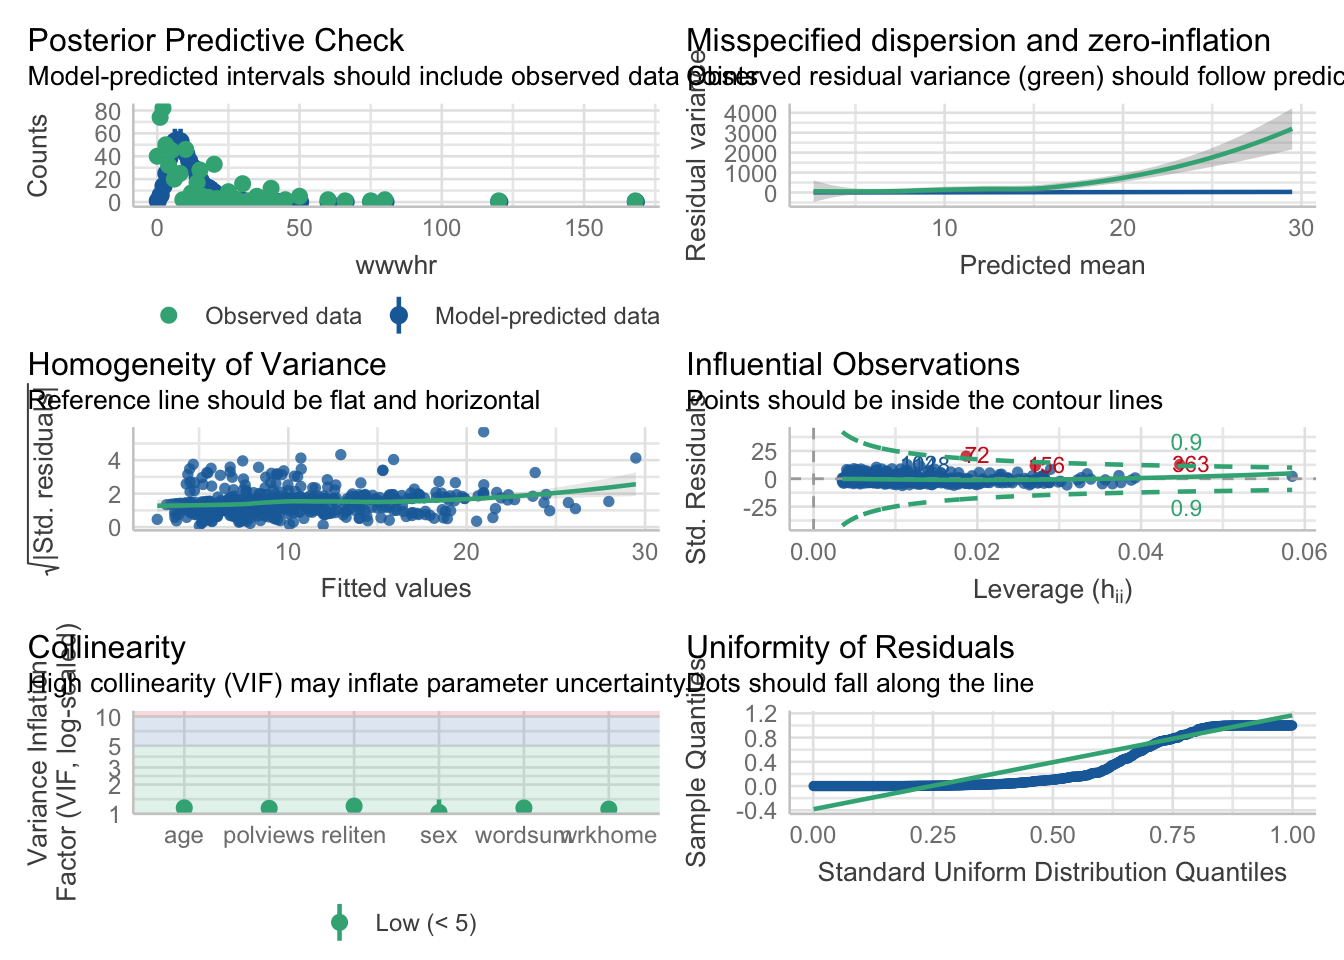 Posterior Predictive Check
Model-predicted intervals should include observed data points
Counts
80
60
40
20
0
0 50 100 150
wwwhr
Observed data Model-predicted data
Misspecified dispersion and zero-inflation
Observed residual variance (green) should follow predic
Residual variance
4000
3000
2000
1000
0
10 20 30
Predicted mean
Homogeneity of Variance
Reference line should be flat and horizontal
√|Std. residuals|
4
2
0
10 20 30
Fitted values
Influential Observations
Points should be inside the contour lines
Std. Residuals
25
0
-25
0.9
72
156
363
0.9
0.00 0.02 0.04 0.06
Leverage (hii)
Collinearity
High collinearity (VIF) may inflate parameter uncertainty
Variance Inflation
Factor (VIF, log-scaled)
10
5
3
2
1
age polviews reliten sex wordsum wrkhome
Low (< 5)
Uniformity of Residuals
Dots should fall along the line
Sample Quantiles
1.2
0.8
0.4
0.0
-0.4
0.00 0.25 0.50 0.75 1.00
Standard Uniform Distribution Quantiles